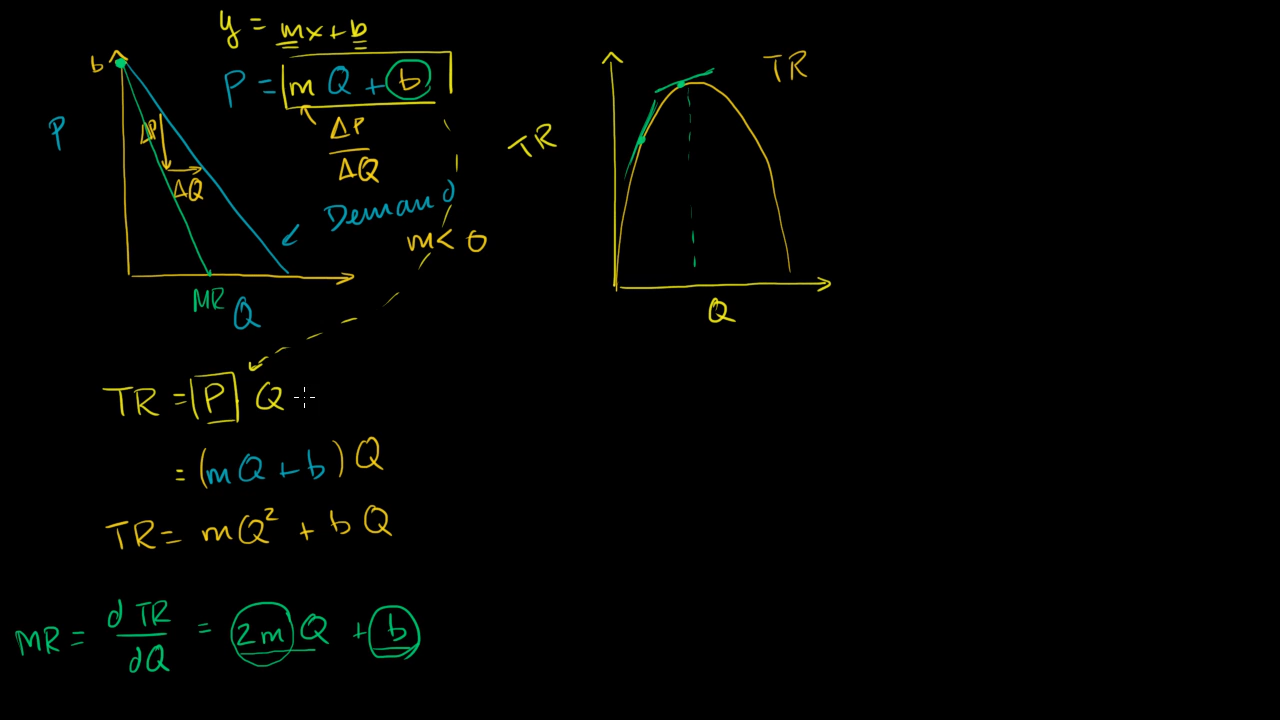 y = mx + b
b
P = mQ + b
TR
P
ΔP
ΔP
ΔQ
TR
ΔQ
Demand
m < 0
MR
Q
Q
TR = P Q
= (mQ + b) Q
TR = mQ² + bQ
MR = dTR/dQ = 2mQ + b